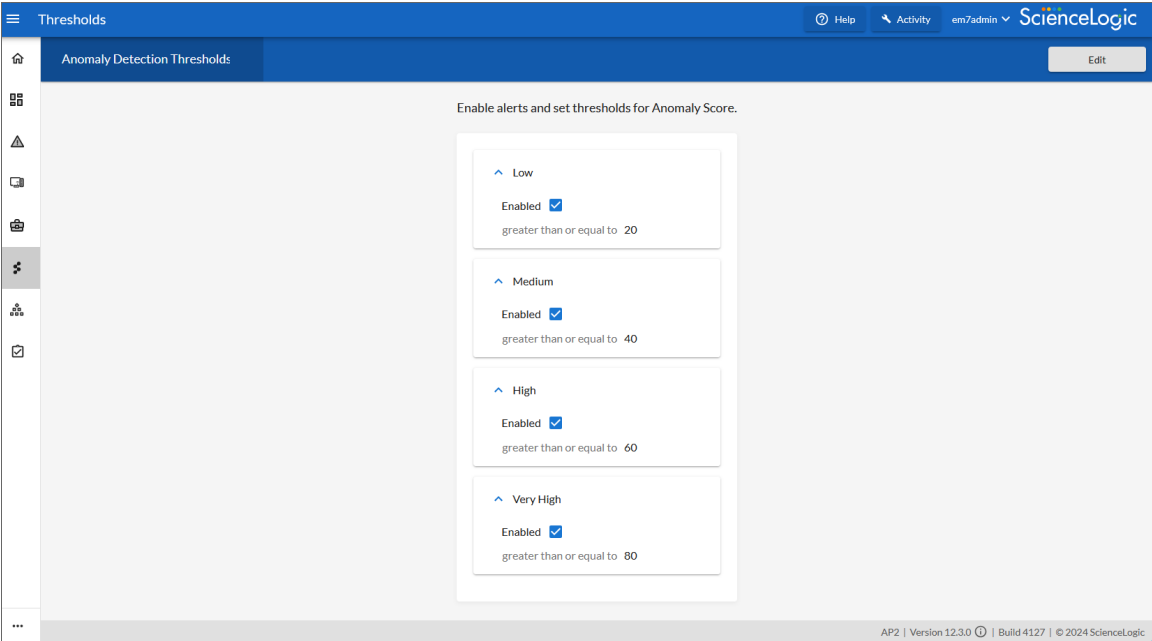 Thresholds
Help
Activity
em7admin
ScienceLogic
Anomaly Detection Thresholds
Edit
Enable alerts and set thresholds for Anomaly Score.
Low
Enabled
greater than or equal to 20
Medium
Enabled
greater than or equal to 40
High
Enabled
greater than or equal to 60
Very High
Enabled
greater than or equal to 80
AP2 | Version 12.3.0 | Build 4127 | © 2024 ScienceLogic